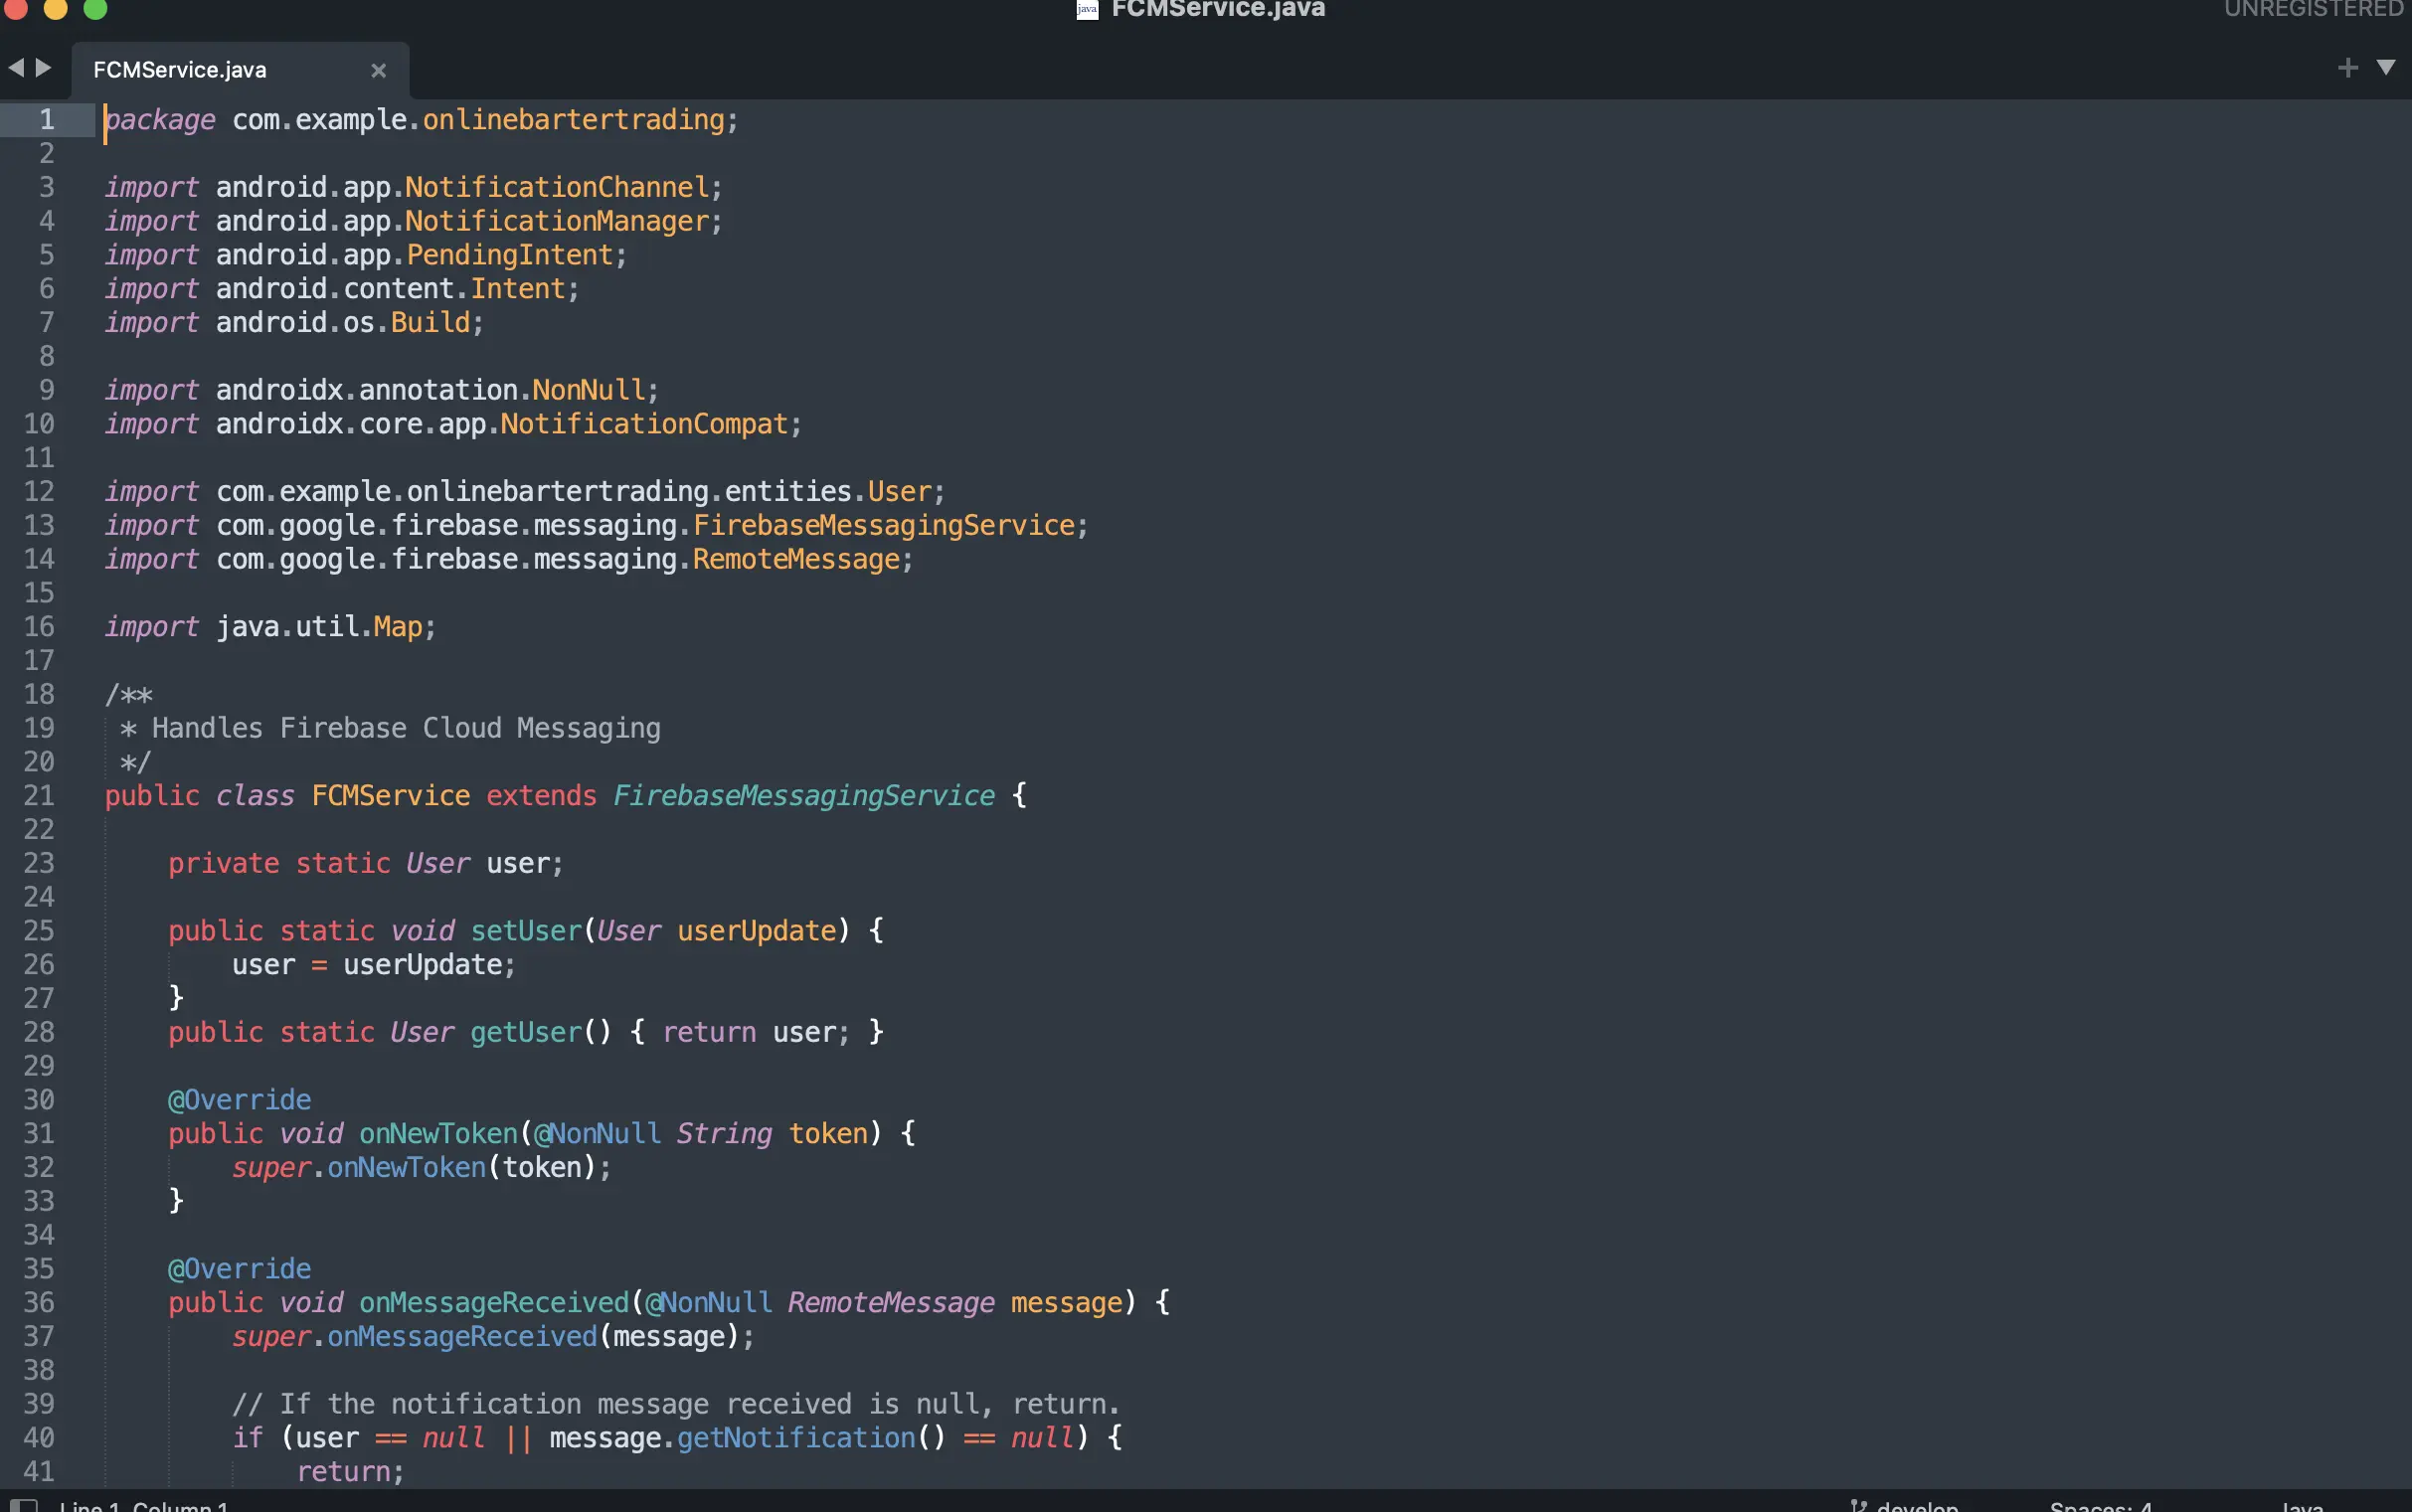 FCMService.java
UNREGISTERED
FCMService.java
1 package com.example.onlinebartertrading;
2
3 import android.app.NotificationChannel;
4 import android.app.NotificationManager;
5 import android.app.PendingIntent;
6 import android.content.Intent;
7 import android.os.Build;
8
9 import androidx.annotation.NonNull;
10 import androidx.core.app.NotificationCompat;
11
12 import com.example.onlinebartertrading.entities.User;
13 import com.google.firebase.messaging.FirebaseMessagingService;
14 import com.google.firebase.messaging.RemoteMessage;
15
16 import java.util.Map;
17
18 /**
19  * Handles Firebase Cloud Messaging
20  */
21 public class FCMService extends FirebaseMessagingService {
22
23     private static User user;
24
25     public static void setUser(User userUpdate) {
26         user = userUpdate;
27     }
28     public static User getUser() { return user; }
29
30     @Override
31     public void onNewToken(@NonNull String token) {
32         super.onNewToken(token);
33     }
34
35     @Override
36     public void onMessageReceived(@NonNull RemoteMessage message) {
37         super.onMessageReceived(message);
38
39         // If the notification message received is null, return.
40         if (user == null || message.getNotification() == null) {
41             return;
Line 1, Column 1
develop
Spaces: 4
Java